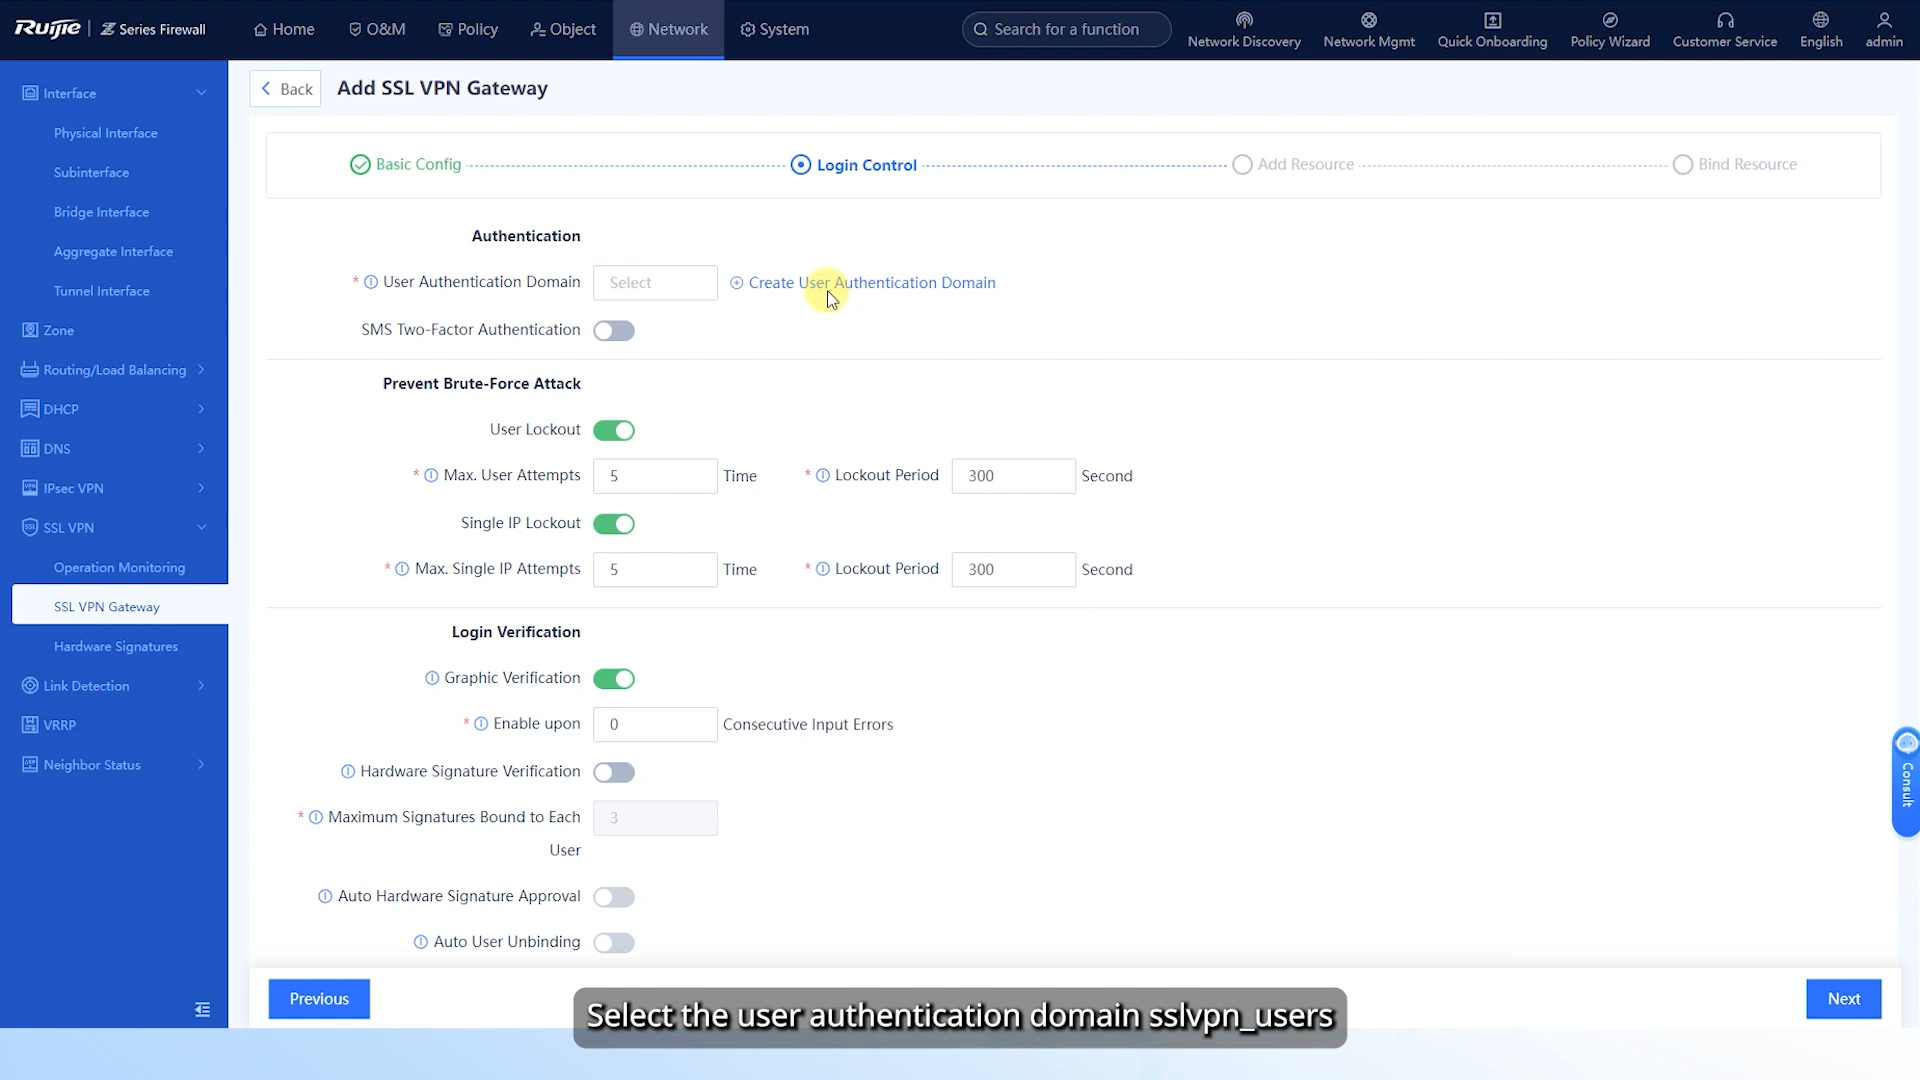 Ruijie | Z Series Firewall
Home
O&M
Policy
Object
Network
System
Search for a function
Network Discovery
Network Mgmt
Quick Onboarding
Policy Wizard
Customer Service
English
admin
Interface
Physical Interface
Subinterface
Bridge Interface
Aggregate Interface
Tunnel Interface
Zone
Routing/Load Balancing
DHCP
DNS
IPsec VPN
SSL VPN
Operation Monitoring
SSL VPN Gateway
Hardware Signatures
Link Detection
VRRP
Neighbor Status
Back
Add SSL VPN Gateway
Basic Config
Login Control
Add Resource
Bind Resource
Authentication
* User Authentication Domain Select Create User Authentication Domain
SMS Two-Factor Authentication
Prevent Brute-Force Attack
User Lockout
* Max. User Attempts 5 Time * Lockout Period 300 Second
Single IP Lockout
* Max. Single IP Attempts 5 Time * Lockout Period 300 Second
Login Verification
Graphic Verification
* Enable upon 0 Consecutive Input Errors
Hardware Signature Verification
* Maximum Signatures Bound to Each 3
User
Auto Hardware Signature Approval
Auto User Unbinding
Consult
Previous
Next
Select the user authentication domain sslvpn_users